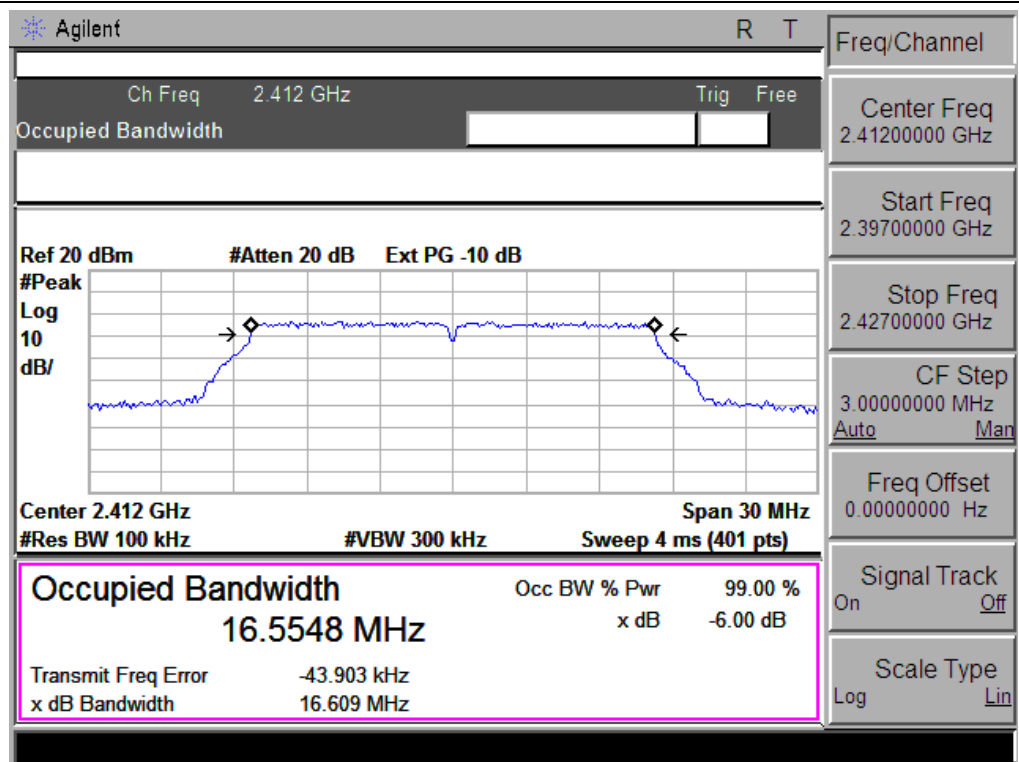 Agilent R T
Ch Freq 2.412 GHz Trig Free
Occupied Bandwidth
Ref 20 dBm #Atten 20 dB Ext PG -10 dB
#Peak
Log
10
dB/
Center 2.412 GHz Span 30 MHz
#Res BW 100 kHz #VBW 300 kHz Sweep 4 ms (401 pts)
Occupied Bandwidth Occ BW % Pwr 99.00 %
16.5548 MHz x dB -6.00 dB
Transmit Freq Error -43.903 kHz
x dB Bandwidth 16.609 MHz
Freq/Channel
Center Freq
2.41200000 GHz
Start Freq
2.39700000 GHz
Stop Freq
2.42700000 GHz
CF Step
3.00000000 MHz
Auto Man
Freq Offset
0.00000000 Hz
Signal Track
On Off
Scale Type
Log Lin